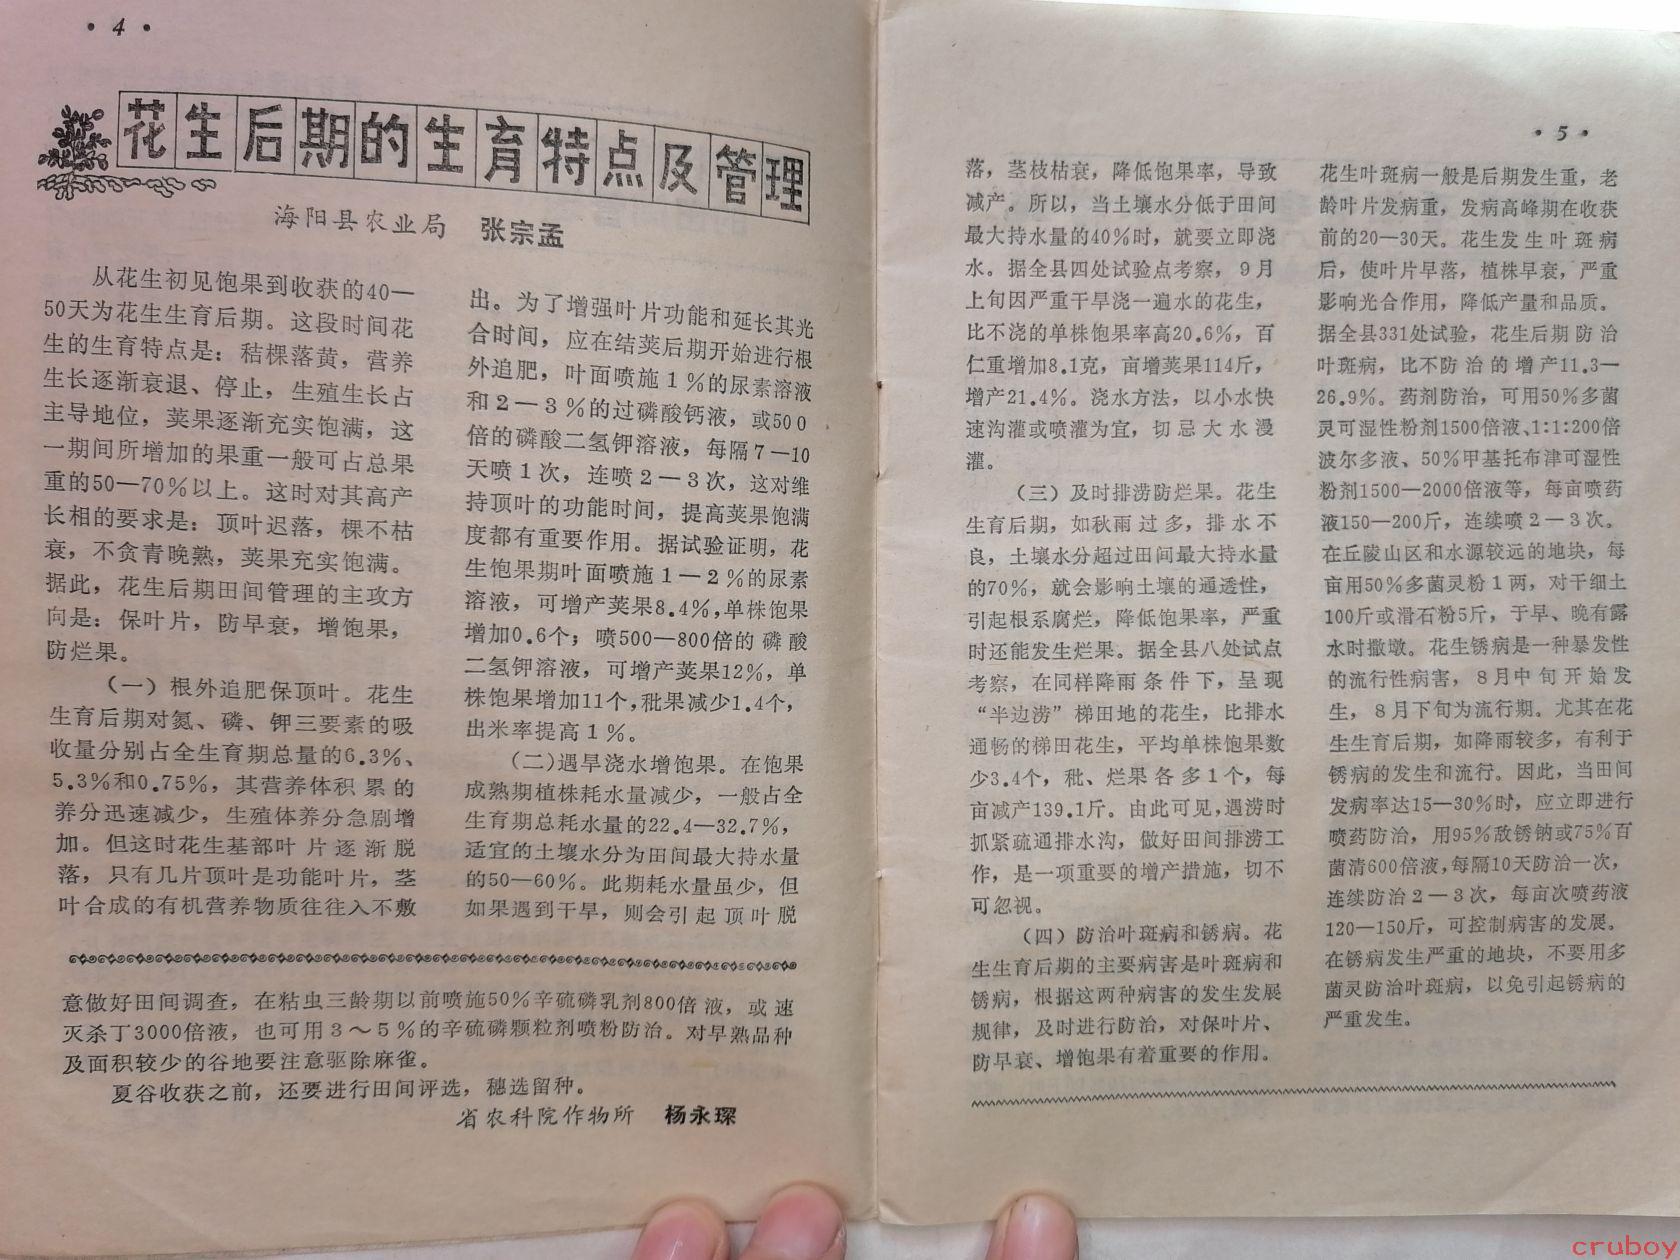 • 4 •
花生后期的生育特点及管理
海阳县农业局 张宗孟
从花生初见饱果到收获的40—
50天为花生生育后期。这段时间花
生的生育特点是：秸棵落黄，营养
生长逐渐衰退、停止，生殖生长占
主导地位，荚果逐渐充实饱满，这
一期间所增加的果重一般可占总果
重的50—70％以上。这时对其高产
长相的要求是：顶叶迟落，棵不枯
衰，不贪青晚熟，荚果充实饱满。
据此，花生后期田间管理的主攻方
向是：保叶片，防早衰，增饱果，
防烂果。
（一）根外追肥保顶叶。花生
生育后期对氮、磷、钾三要素的吸
收量分别占全生育期总量的6.3％、
5.3％和0.75％，其营养体积累的
养分迅速减少，生殖体养分急剧增
加。但这时花生基部叶片逐渐脱
落，只有几片顶叶是功能叶片，茎
叶合成的有机营养物质往往入不敷
出。为了增强叶片功能和延长其光
合时间，应在结荚后期开始进行根
外追肥，叶面喷施1％的尿素溶液
和2－3％的过磷酸钙液，或500
倍的磷酸二氢钾溶液，每隔7—10
天喷1次，连喷2－3次，这对维
持顶叶的功能时间，提高荚果饱满
度都有重要作用。据试验证明，花
生饱果期叶面喷施1－2％的尿素
溶液，可增产荚果8.4％，单株饱果
增加0.6个；喷500—800倍的磷酸
二氢钾溶液，可增产荚果12％，单
株饱果增加11个，秕果减少1.4个，
出米率提高1％。
（二）遇旱浇水增饱果。在饱果
成熟期植株耗水量减少，一般占全
生育期总耗水量的22.4—32.7％，
适宜的土壤水分为田间最大持水量
的50—60％。此期耗水量虽少，但
如果遇到干旱，则会引起顶叶脱
意做好田间调查，在粘虫三龄期以前喷施50％辛硫磷乳剂800倍液，或速
灭杀丁3000倍液，也可用3～5％的辛硫磷颗粒剂喷粉防治。对早熟品种
及面积较少的谷地要注意驱除麻雀。
夏谷收获之前，还要进行田间评选，穗选留种。
省农科院作物所 杨永琛
• 5 •
落，茎枝枯衰，降低饱果率，导致
减产。所以，当土壤水分低于田间
最大持水量的40％时，就要立即浇
水。据全县四处试验点考察，9月
上旬因严重干旱浇一遍水的花生，
比不浇的单株饱果率高20.6％，百
仁重增加8.1克，亩增荚果114斤，
增产21.4％。浇水方法，以小水快
速沟灌或喷灌为宜，切忌大水漫
灌。
（三）及时排涝防烂果。花生
生育后期，如秋雨过多，排水不
良，土壤水分超过田间最大持水量
的70％，就会影响土壤的通透性，
引起根系腐烂，降低饱果率，严重
时还能发生烂果。据全县八处试点
考察，在同样降雨条件下，呈现
“半边涝”梯田地的花生，比排水
通畅的梯田花生，平均单株饱果数
少3.4个，秕、烂果各多1个，每
亩减产139.1斤。由此可见，遇涝时
抓紧疏通排水沟，做好田间排涝工
作，是一项重要的增产措施，切不
可忽视。
（四）防治叶斑病和锈病。花
生生育后期的主要病害是叶斑病和
锈病，根据这两种病害的发生发展
规律，及时进行防治，对保叶片、
防早衰、增饱果有着重要的作用。
花生叶斑病一般是后期发生重，老
龄叶片发病重，发病高峰期在收获
前的20—30天。花生发生叶斑病
后，使叶片早落，植株早衰，严重
影响光合作用，降低产量和品质。
据全县331处试验，花生后期防治
叶斑病，比不防治的增产11.3—
26.9％。药剂防治，可用50％多菌
灵可湿性粉剂1500倍液、1:1:200倍
波尔多液、50％甲基托布津可湿性
粉剂1500—2000倍液等，每亩喷药
液150—200斤，连续喷2－3次。
在丘陵山区和水源较远的地块，每
亩用50％多菌灵粉1两，对干细土
100斤或滑石粉5斤，于早、晚有露
水时撒墩。花生锈病是一种暴发性
的流行性病害，8月中旬开始发
生，8月下旬为流行期。尤其在花
生生育后期，如降雨较多，有利于
锈病的发生和流行。因此，当田间
发病率达15—30％时，应立即进行
喷药防治，用95％敌锈钠或75％百
菌清600倍液，每隔10天防治一次，
连续防治2－3次，每亩次喷药液
120—150斤，可控制病害的发展。
在锈病发生严重的地块，不要用多
菌灵防治叶斑病，以免引起锈病的
严重发生。
cruboy